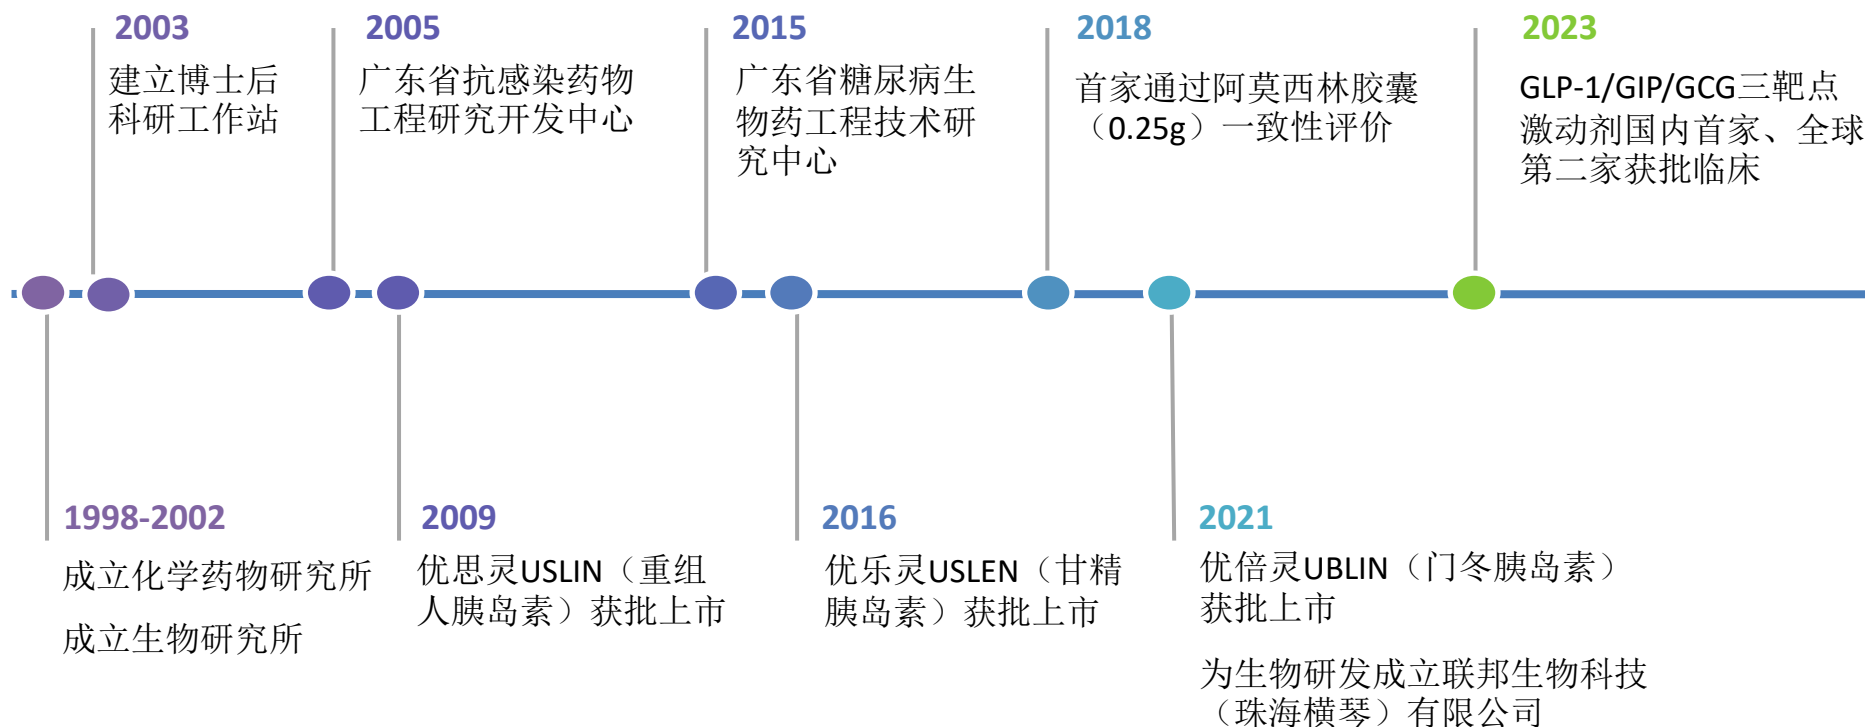 2003
建立博士后
科研工作站
2005
广东省抗感染药物
工程研究开发中心
2015
广东省糖尿病生
物药工程技术研
究中心
2018
首家通过阿莫西林胶囊
（0.25g）一致性评价
2023
GLP-1/GIP/GCG三靶点
激动剂国内首家、全球
第二家获批临床
1998-2002
成立化学药物研究所
成立生物研究所
2009
优思灵USLIN（重组
人胰岛素）获批上市
2016
优乐灵USLEN（甘精
胰岛素）获批上市
2021
优倍灵UBLIN（门冬胰岛素）
获批上市
为生物研发成立联邦生物科技
（珠海横琴）有限公司